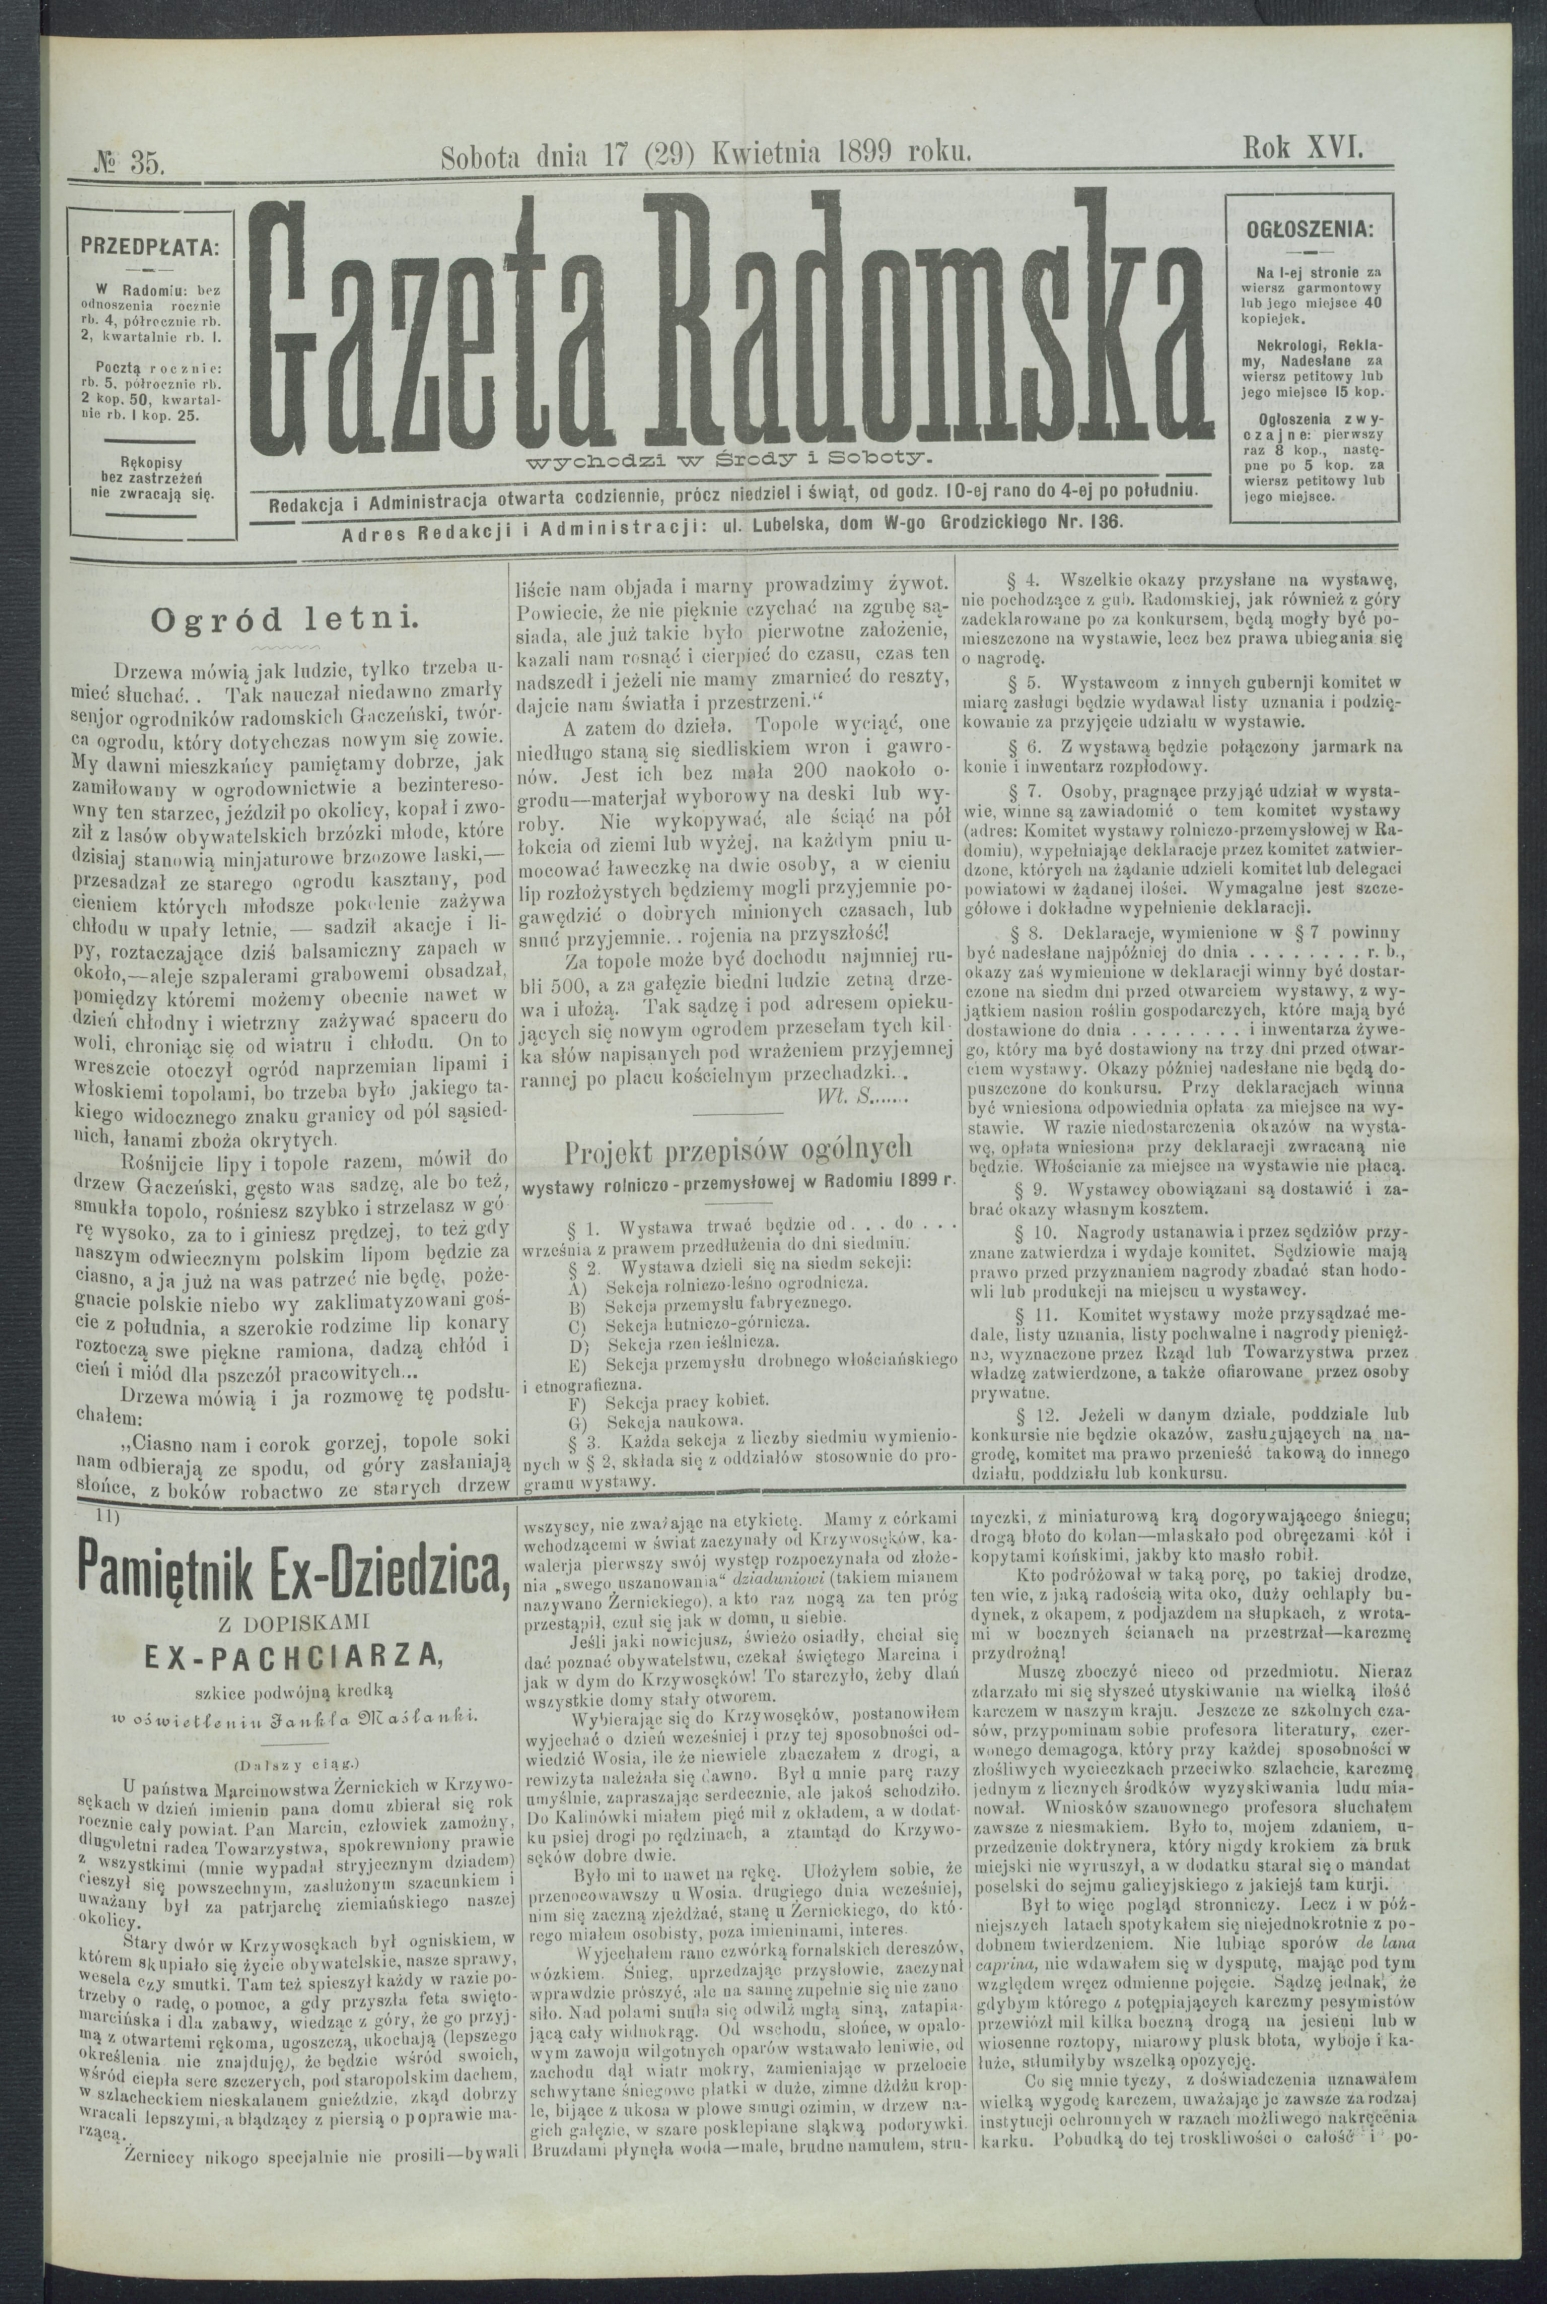 № 35.
Sobota dnia 17 (29) Kwietnia 1899 roku.
Rok XVI.
PRZEDPŁATA:
W Radomiu: bez
odnoszenia rocznie
rb. 4, półrocznie rb.
2, kwartalnie rb. 1.
Pocztą rocznie:
rb. 5, półrocznie rb.
2 kop. 50, kwartal-
nie rb. 1 kop. 25.
Rękopisy
bez zastrzeżeń
nie zwracają się.
Gazeta Radomska
wychodzi w Środy i Soboty.
Redakcja i Administracja otwarta codziennie, prócz niedziel i świąt, od godz. 10-ej rano do 4-ej po południu.
Adres Redakcji i Administracji: ul. Lubelska, dom W-go Grodzickiego Nr. 136.
OGŁOSZENIA:
Na I-ej stronie za
wiersz garmontowy
lub jego miejsce 40
kopiejek.
Nekrologi, Rekla-
my, Nadesłane za
wiersz petitowy lub
jego miejsce 15 kop.
Ogłoszenia zwy-
czajne: pierwszy
raz 8 kop., nastę-
pne po 5 kop. za
wiersz petitowy lub
jego miejsce.
Ogród letni.
Drzewa mówią jak ludzie, tylko trzeba u-
mieć słuchać.. Tak nauczał niedawno zmarły
senjor ogrodników radomskich Gaczeński, twór-
ca ogrodu, który dotychczas nowym się zowie.
My dawni mieszkańcy pamiętamy dobrze, jak
zamiłowany w ogrodownictwie a bezintereso-
wny ten starzec, jeździł po okolicy, kopał i zwo-
ził z lasów obywatelskich brzózki młode, które
dzisiaj stanowią minjaturowe brzozowe laski,—
przesadzał ze starego ogrodu kasztany, pod
cieniem których młodsze pokolenie zażywa
chłodu w upały letnie, — sadził akacje i li-
py, roztaczające dziś balsamiczny zapach w
około,—aleje szpalerami grabowemi obsadzał,
pomiędzy któremi możemy obecnie nawet w
dzień chłodny i wietrzny zażywać spaceru do
woli, chroniąc się od wiatru i chłodu. On to
wreszcie otoczył ogród naprzemian lipami i
włoskiemi topolami, bo trzeba było jakiego ta-
kiego widocznego znaku granicy od pól sąsied-
nich, łanami zboża okrytych.
Rośnijcie lipy i topole razem, mówił do
drzew Gaczeński, gęsto was sadzę, ale bo też,
smukła topolo, rośniesz szybko i strzelasz w gó
rę wysoko, za to i giniesz prędzej, to też gdy
naszym odwiecznym polskim lipom będzie za
ciasno, a ja już na was patrzeć nie będę, poże-
gnacie polskie niebo wy zaklimatyzowani goś-
cie z południa, a szerokie rodzime lip konary
roztoczą swe piękne ramiona, dadzą chłód i
cień i miód dla pszczół pracowitych...
Drzewa mówią i ja rozmowę tę podsłu-
chałem:
„Ciasno nam i corok gorzej, topole soki
nam odbierają ze spodu, od góry zasłaniają
słońce, z boków robactwo ze starych drzew
liście nam objada i marny prowadzimy żywot.
Powiecie, że nie pięknie czychać na zgubę są-
siada, ale już takie było pierwotne założenie,
kazali nam rosnąć i cierpieć do czasu, czas ten
nadszedł i jeżeli nie mamy zmarnieć do reszty,
dajcie nam światła i przestrzeni.“
A zatem do dzieła. Topole wyciąć, one
niedługo staną się siedliskiem wron i gawro-
nów. Jest ich bez mała 200 naokoło o-
grodu—materjał wyborowy na deski lub wy-
roby. Nie wykopywać, ale ściąć na pół
łokcia od ziemi lub wyżej, na każdym pniu u-
mocować ławeczkę na dwie osoby, a w cieniu
lip rozłożystych będziemy mogli przyjemnie po-
gawędzić o dobrych minionych czasach, lub
snuć przyjemnie.. rojenia na przyszłość!
Za topole może być dochodu najmniej ru-
bli 500, a za gałęzie biedni ludzie zetną drze-
wa i ułożą. Tak sądzę i pod adresem opieku-
jących się nowym ogrodem przesełam tych kil-
ka słów napisanych pod wrażeniem przyjemnej
rannej po placu kościelnym przechadzki..
Wł. S......
Projekt przepisów ogólnych
wystawy rolniczo-przemysłowej w Radomiu 1899 r.
§ 1. Wystawa trwać będzie od . . . do . . .
września z prawem przedłużenia do dni siedmiu.
§ 2. Wystawa dzieli się na siedm sekcji:
A) Sekcja rolniczo-leśno ogrodnicza.
B) Sekcja przemysłu fabrycznego.
C) Sekcja hutniczo-górnicza.
D) Sekcja rzemieślnicza.
E) Sekcja przemysłu drobnego włościańskiego
i etnograficzna.
F) Sekcja pracy kobiet.
G) Sekcja naukowa.
§ 3. Każda sekcja z liczby siedmiu wymienio-
nych w § 2, składa się z oddziałów stosownie do pro-
gramu wystawy.
§ 4. Wszelkie okazy przysłane na wystawę,
nie pochodzące z gub. Radomskiej, jak również z góry
zadeklarowane po za konkursem, będą mogły być po-
mieszczone na wystawie, lecz bez prawa ubiegania się
o nagrodę.
§ 5. Wystawcom z innych gubernji komitet w
miarę zasługi będzie wydawał listy uznania i podzię-
kowanie za przyjęcie udziału w wystawie.
§ 6. Z wystawą będzie połączony jarmark na
konie i inwentarz rozpłodowy.
§ 7. Osoby, pragnące przyjąć udział w wysta-
wie, winne są zawiadomić o tem komitet wystawy
(adres: Komitet wystawy rolniczo-przemysłowej w Ra-
domiu), wypełniając deklaracje przez komitet zatwier-
dzone, których na żądanie udzieli komitet lub delegaci
powiatowi w żądanej ilości. Wymagalne jest szcze-
gółowe i dokładne wypełnienie deklaracji.
§ 8. Deklaracje, wymienione w § 7 powinny
być nadesłane najpóźniej do dnia . . . . . . . . r. b.,
okazy zaś wymienione w deklaracji winny być dostar-
czone na siedm dni przed otwarciem wystawy, z wy-
jątkiem nasion roślin gospodarczych, które mają być
dostawione do dnia . . . . . . . . i inwentarza żywe-
go, który ma być dostawiony na trzy dni przed otwar-
ciem wystawy. Okazy później nadesłane nie będą do-
puszczone do konkursu. Przy deklaracjach winna
być wniesiona odpowiednia opłata za miejsce na wy-
stawie. W razie niedostarczenia okazów na wysta-
wę, opłata wniesiona przy deklaracji zwracaną nie
będzie. Włościanie za miejsce na wystawie nie płacą.
§ 9. Wystawcy obowiązani są dostawić i za-
brać okazy własnym kosztem.
§ 10. Nagrody ustanawia i przez sędziów przy-
znane zatwierdza i wydaje komitet. Sędziowie mają
prawo przed przyznaniem nagrody zbadać stan hodo-
wli lub produkcji na miejscu u wystawcy.
§ 11. Komitet wystawy może przysądzać me-
dale, listy uznania, listy pochwalne i nagrody pienięż-
ne, wyznaczone przez Rząd lub Towarzystwa przez
władzę zatwierdzone, a także ofiarowane przez osoby
prywatne.
§ 12. Jeżeli w danym dziale, poddziale lub
konkursie nie będzie okazów, zasługujących na na-
grodę, komitet ma prawo przenieść takową do innego
działu, poddziału lub konkursu.
11)
Pamiętnik Ex-Dziedzica,
Z DOPISKAMI
EX-PACHCIARZA,
szkice podwójną kredką
w oświetleniu Jankla Maślanki.
(Dalszy ciąg.)
U państwa Marcinowstwa Żernickich w Krzywo-
sękach w dzień imienin pana domu zbierał się rok
rocznie cały powiat. Pan Marcin, człowiek zamożny,
długoletni radca Towarzystwa, spokrewniony prawie
z wszystkimi (mnie wypadał stryjecznym dziadem)
cieszył się powszechnym, zasłużonym szacunkiem i
uważany był za patrjarchę ziemiańskiego naszej
okolicy.
Stary dwór w Krzywosękach był ogniskiem, w
którem skupiało się życie obywatelskie, nasze sprawy,
wesela czy smutki. Tam też spieszył każdy w razie po-
trzeby o radę, o pomoc, a gdy przyszła feta święto-
marcińska i dla zabawy, wiedząc z góry, że go przyj-
mą z otwartemi rękoma, ugoszczą, ukochają (lepszego
określenia nie znajduję), że będzie wśród swoich,
wśród ciepła serc szczerych, pod staropolskim dachem,
w szlacheckiem nieskalanem gnieździe, zkąd dobrzy
wracali lepszymi, a błądzący z piersią o poprawie ma-
rzącą.
Żerniccy nikogo specjalnie nie prosili—bywali
wszyscy, nie zważając na etykietę. Mamy z córkami
wchodzącemi w świat zaczynały od Krzywosęków, ka-
walerja pierwszy swój występ rozpoczynała od złoże-
nia „swego uszanowania“ dziaduniowi (takiem mianem
nazywano Żernickiego), a kto raz nogą za ten próg
przestąpił, czuł się jak w domu, u siebie.
Jeśli jaki nowicjusz, świeżo osiadły, chciał się
dać poznać obywatelstwu, czekał świętego Marcina i
jak w dym do Krzywosęków! To starczyło, żeby dlań
wszystkie domy stały otworem.
Wybierając się do Krzywosęków, postanowiłem
wyjechać o dzień wcześniej i przy tej sposobności od-
wiedzić Wosia, ile że niewiele zbaczałem z drogi, a
rewizyta należała się dawno. Był u mnie parę razy
umyślnie, zapraszając serdecznie, ale jakoś schodziło.
Do Kalinówki miałem pięć mil z okładem, a w dodat-
ku psiej drogi po rędzinach, a ztamtąd do Krzywo-
sęków dobre dwie.
Było mi to nawet na rękę. Ułożyłem sobie, że
przenocowawszy u Wosia, drugiego dnia wcześniej,
nim się zaczną zjeżdżać, stanę u Żernickiego, do któ-
rego miałem osobisty, poza imieninami, interes.
Wyjechałem rano czwórką fornalskich dereszów,
wózkiem. Śnieg, uprzedzając przysłowie, zaczynał
wprawdzie prószyć, ale na sannę zupełnie się nie zano
siło. Nad polami snuła się odwilż mgłą siną, zatapia-
jącą cały widnokrąg. Od wschodu, słońce, w opalo-
wym zawoju wilgotnych oparów wstawało leniwie, od
zachodu dął wiatr mokry, zamieniając w przelocie
schwytane śniegowe płatki w duże, zimne dżdżu krop-
le, bijące z ukosa w płowe smugi ozimin, w drzew na-
gich gałęzie, w szare posklepiane sląkwą podorywki.
Bruzdami płynęła woda—małe, brudne namułem, stru-
myczki, z miniaturową krą dogorywającego śniegu;
drogą błoto do kolan—mlaskało pod obręczami kół i
kopytami końskimi, jakby kto masło robił.
Kto podróżował w taką porę, po takiej drodze,
ten wie, z jaką radością wita oko, duży ochlapły bu-
dynek, z okapem, z podjazdem na słupkach, z wrota-
mi w bocznych ścianach na przestrzał—karczmę
przydrożną!
Muszę zboczyć nieco od przedmiotu. Nieraz
zdarzało mi się słyszeć utyskiwanie na wielką ilość
karczem w naszym kraju. Jeszcze ze szkolnych cza-
sów, przypominam sobie profesora literatury, czer-
wonego demagoga, który przy każdej sposobności w
złośliwych wycieczkach przeciwko szlachcie, karczmę
jednym z licznych środków wyzyskiwania ludu mia-
nował. Wniosków szanownego profesora słuchałem
zawsze z niesmakiem. Było to, mojem zdaniem, u-
przedzenie doktrynera, który nigdy krokiem za bruk
miejski nie wyruszył, a w dodatku starał się o mandat
poselski do sejmu galicyjskiego z jakiejś tam kurji.
Był to więc pogląd stronniczy. Lecz i w póź-
niejszych latach spotykałem się niejednokrotnie z po-
dobnem twierdzeniem. Nie lubiąc sporów de lana
caprina, nie wdawałem się w dysputę, mając pod tym
względem wręcz odmienne pojęcie. Sądzę jednak, że
gdybym którego z potępiających karczmy pesymistów
przewiózł mil kilka boczną drogą na jesieni lub w
wiosenne roztopy, miarowy plusk błota, wyboje i ka-
łuże, stłumiłyby wszelką opozycję.
Co się mnie tyczy, z doświadczenia uznawałem
wielką wygodę karczem, uważając je zawsze za rodzaj
instytucji ochronnych w razach możliwego nakręcenia
karku. Pobudką do tej troskliwości o całość i po-